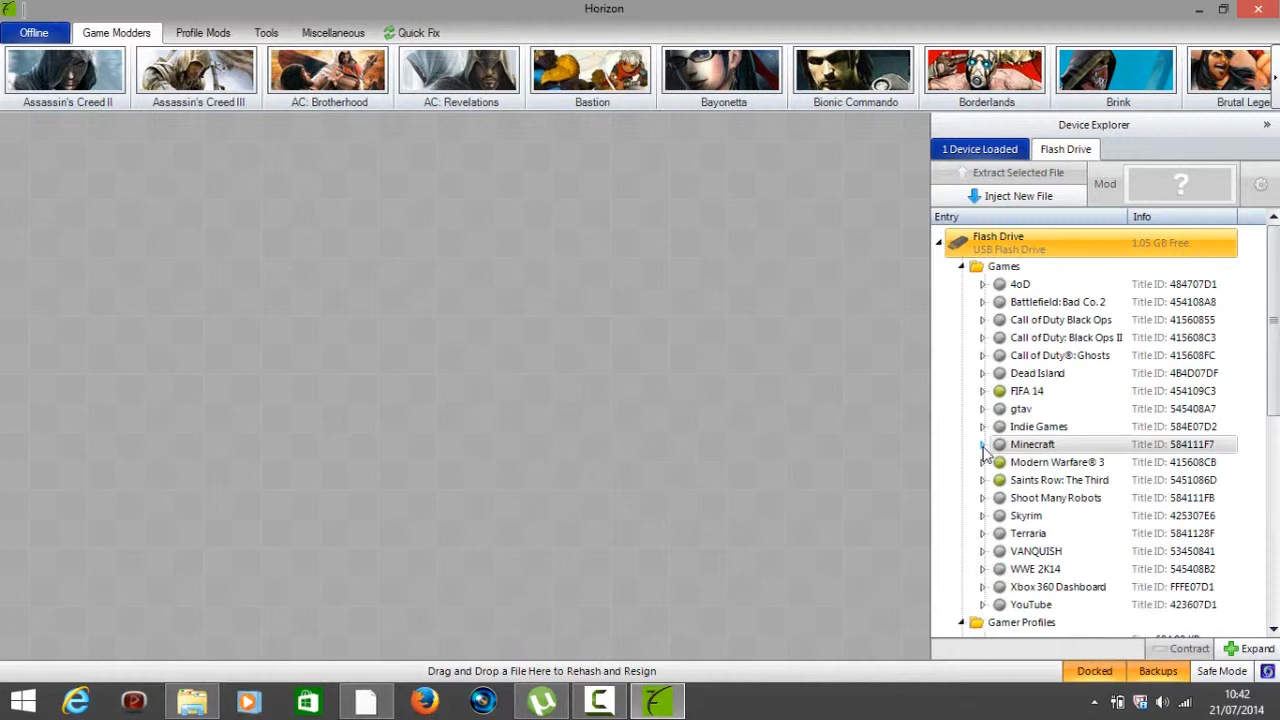 Horizon
Offline Game Modders Profile Mods Tools Miscellaneous Quick Fix
Assassin's Creed II Assassin's Creed III AC: Brotherhood AC: Revelations Bastion Bayonetta Bionic Commando Borderlands Brink Brutal Lege
Device Explorer »
1 Device Loaded Flash Drive
Extract Selected File
Mod ?
Inject New File
Entry Info
Flash Drive
USB Flash Drive 1.05 GB Free
Games
4oD Title ID: 484707D1
Battlefield: Bad Co. 2 Title ID: 454108A8
Call of Duty Black Ops Title ID: 41560855
Call of Duty: Black Ops II Title ID: 415608C3
Call of Duty®: Ghosts Title ID: 415608FC
Dead Island Title ID: 4B4D07DF
FIFA 14 Title ID: 454109C3
gtav Title ID: 545408A7
Indie Games Title ID: 584E07D2
Minecraft Title ID: 584111F7
Modern Warfare® 3 Title ID: 415608CB
Saints Row: The Third Title ID: 5451086D
Shoot Many Robots Title ID: 584111FB
Skyrim Title ID: 425307E6
Terraria Title ID: 5841128F
VANQUISH Title ID: 53450841
WWE 2K14 Title ID: 545408B2
Xbox 360 Dashboard Title ID: FFFE07D1
YouTube Title ID: 423607D1
Gamer Profiles
Contract Expand
Drag and Drop a File Here to Rehash and Resign Docked Backups Safe Mode
10:42
21/07/2014